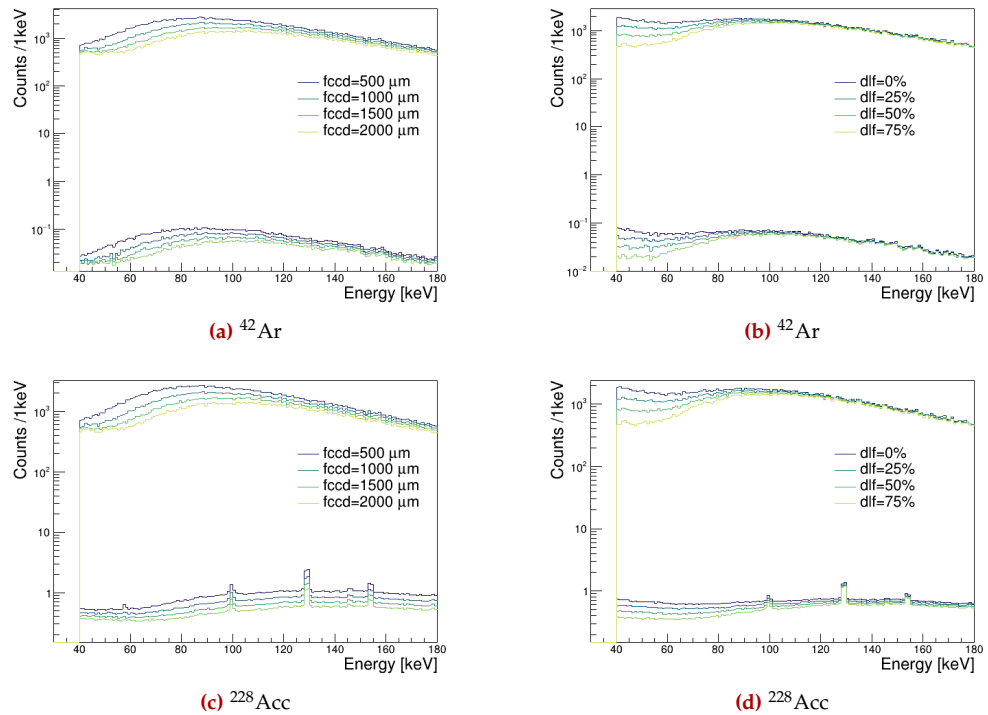 Counts /1keV
10³
10²
10
1
10⁻¹
fccd=500 μm
fccd=1000 μm
fccd=1500 μm
fccd=2000 μm
40 60 80 100 120 140 160 180
Energy [keV]
(a) ⁴²Ar
Counts /1keV
10³
10²
10
1
10⁻¹
10⁻²
dlf=0%
dlf=25%
dlf=50%
dlf=75%
40 60 80 100 120 140 160 180
Energy [keV]
(b) ⁴²Ar
Counts /1keV
10³
10²
10
1
fccd=500 μm
fccd=1000 μm
fccd=1500 μm
fccd=2000 μm
40 60 80 100 120 140 160 180
Energy [keV]
(c) ²²⁸Acc
Counts /1keV
10³
10²
10
1
dlf=0%
dlf=25%
dlf=50%
dlf=75%
40 60 80 100 120 140 160 180
Energy [keV]
(d) ²²⁸Acc